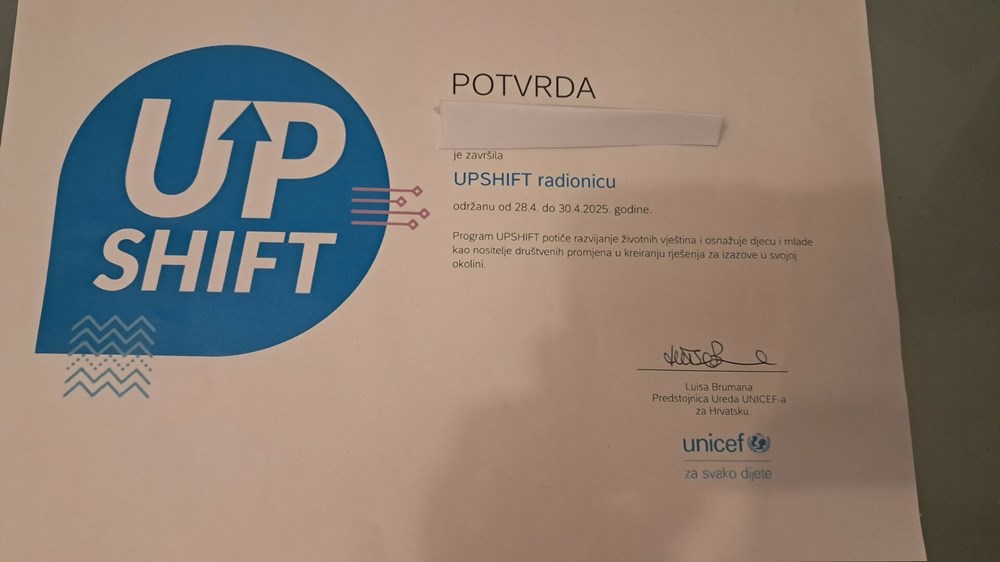 UP
SHIFT
POTVRDA
je završila
UPSHIFT radionicu
održanu od 28.4. do 30.4.2025. godine.
Program UPSHIFT potiče razvijanje životnih vještina i osnažuje djecu i mlade
kao nositelje društvenih promjena u kreiranju rješenja za izazove u svojoj
okolini.
Luisa Brumana
Predstojnica Ureda UNICEF-a
za Hrvatsku
unicef
za svako dijete